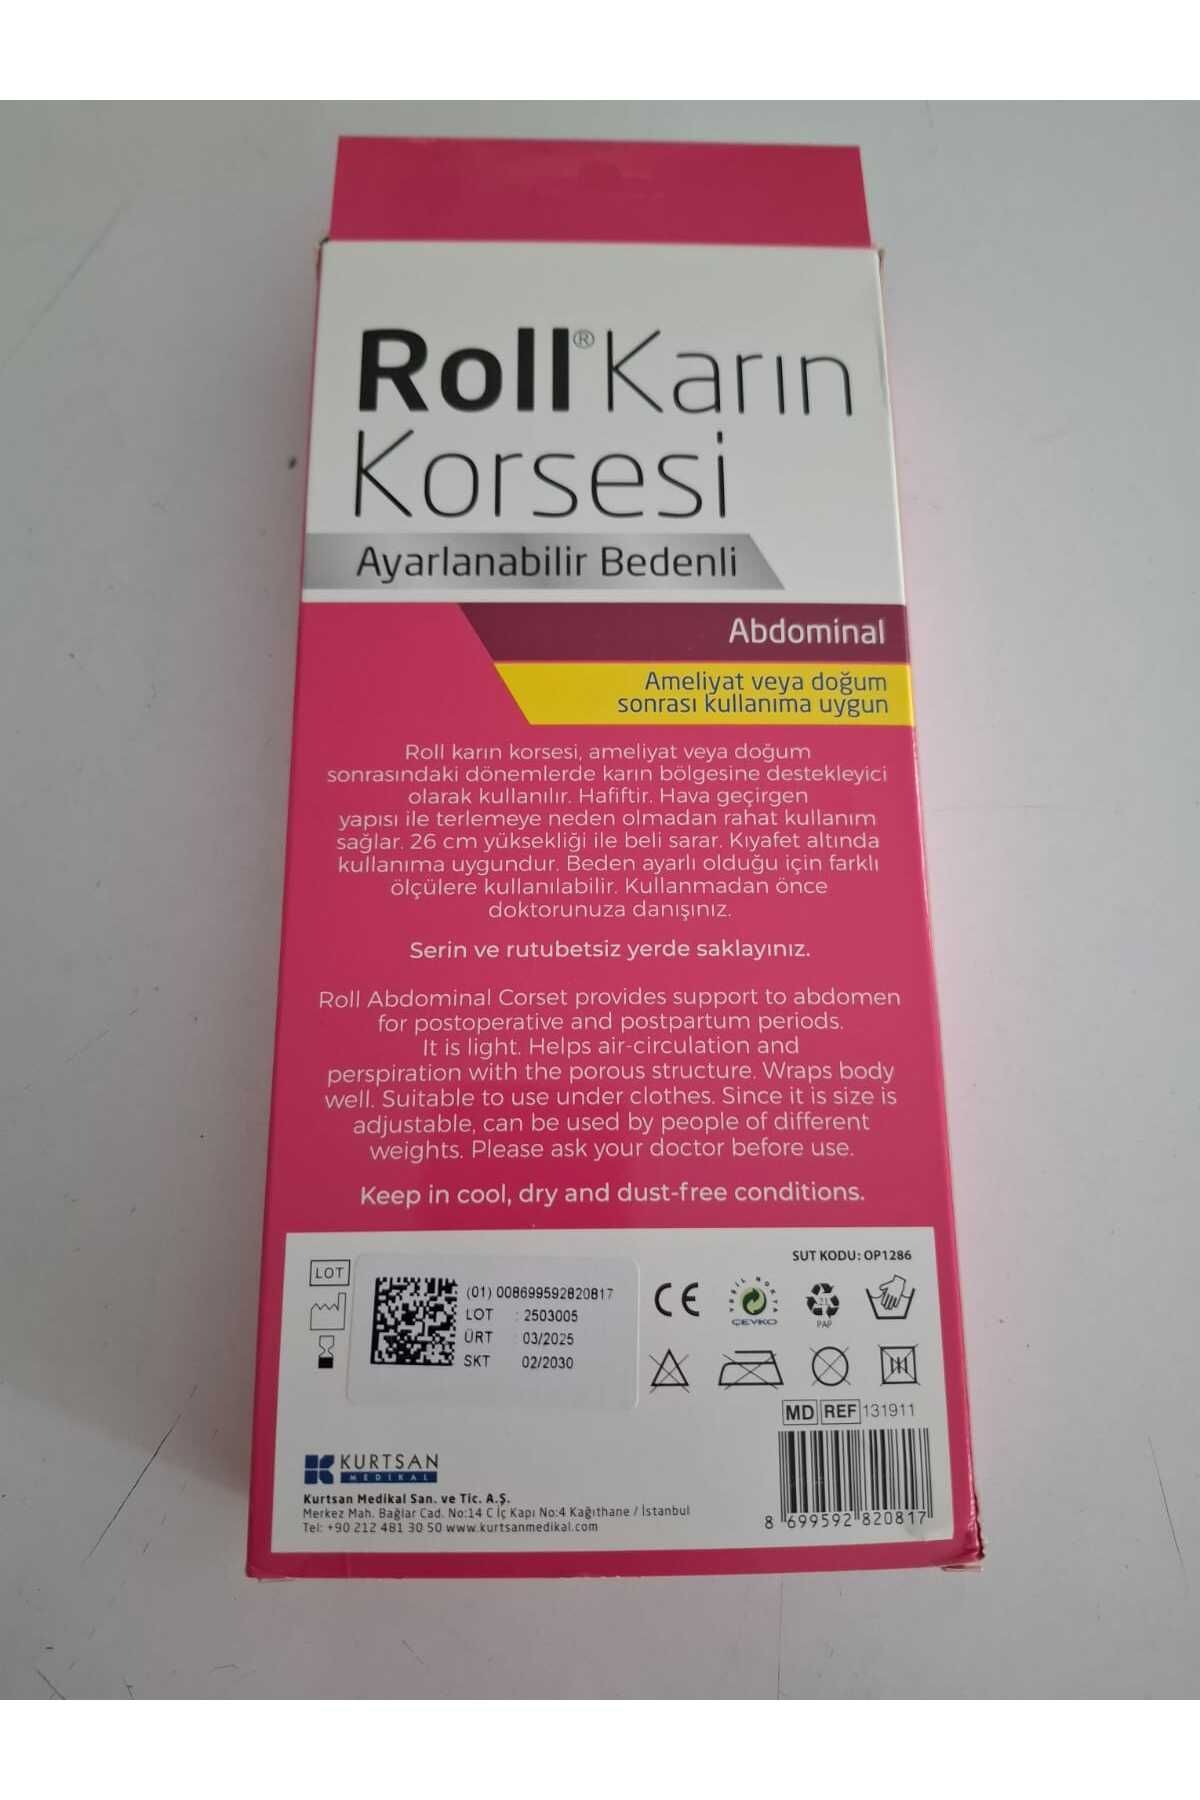 Roll® Karın
Korsesi
Ayarlanabilir Bedenli
Abdominal
Ameliyat veya doğum
sonrası kullanıma uygun
Roll karın korsesi, ameliyat veya doğum
sonrasındaki dönemlerde karın bölgesine destekleyici
olarak kullanılır. Hafiftir. Hava geçirgen
yapısı ile terlemeye neden olmadan rahat kullanım
sağlar. 26 cm yüksekliği ile beli sarar. Kıyafet altında
kullanıma uygundur. Beden ayarlı olduğu için farklı
ölçülere kullanılabilir. Kullanmadan önce
doktorunuza danışınız.
Serin ve rutubetsiz yerde saklayınız.
Roll Abdominal Corset provides support to abdomen
for postoperative and postpartum periods.
It is light. Helps air-circulation and
perspiration with the porous structure. Wraps body
well. Suitable to use under clothes. Since it is size is
adjustable, can be used by people of different
weights. Please ask your doctor before use.
Keep in cool, dry and dust-free conditions.
SUT KODU: OP1286
LOT
(01) 008699592820817
LOT : 2503005
ÜRT : 03/2025
SKT 02/2030
CE
YEŞİL NOKTA
ÇEVKO
21
PAP
MD REF 131911
KURTSAN
MEDİKAL
Kurtsan Medikal San. ve Tic. A.Ş.
Merkez Mah. Bağlar Cad. No:14 C İç Kapı No:4 Kağıthane / İstanbul
Tel: +90 212 481 30 50 www.kurtsanmedikal.com
8 699592 820817